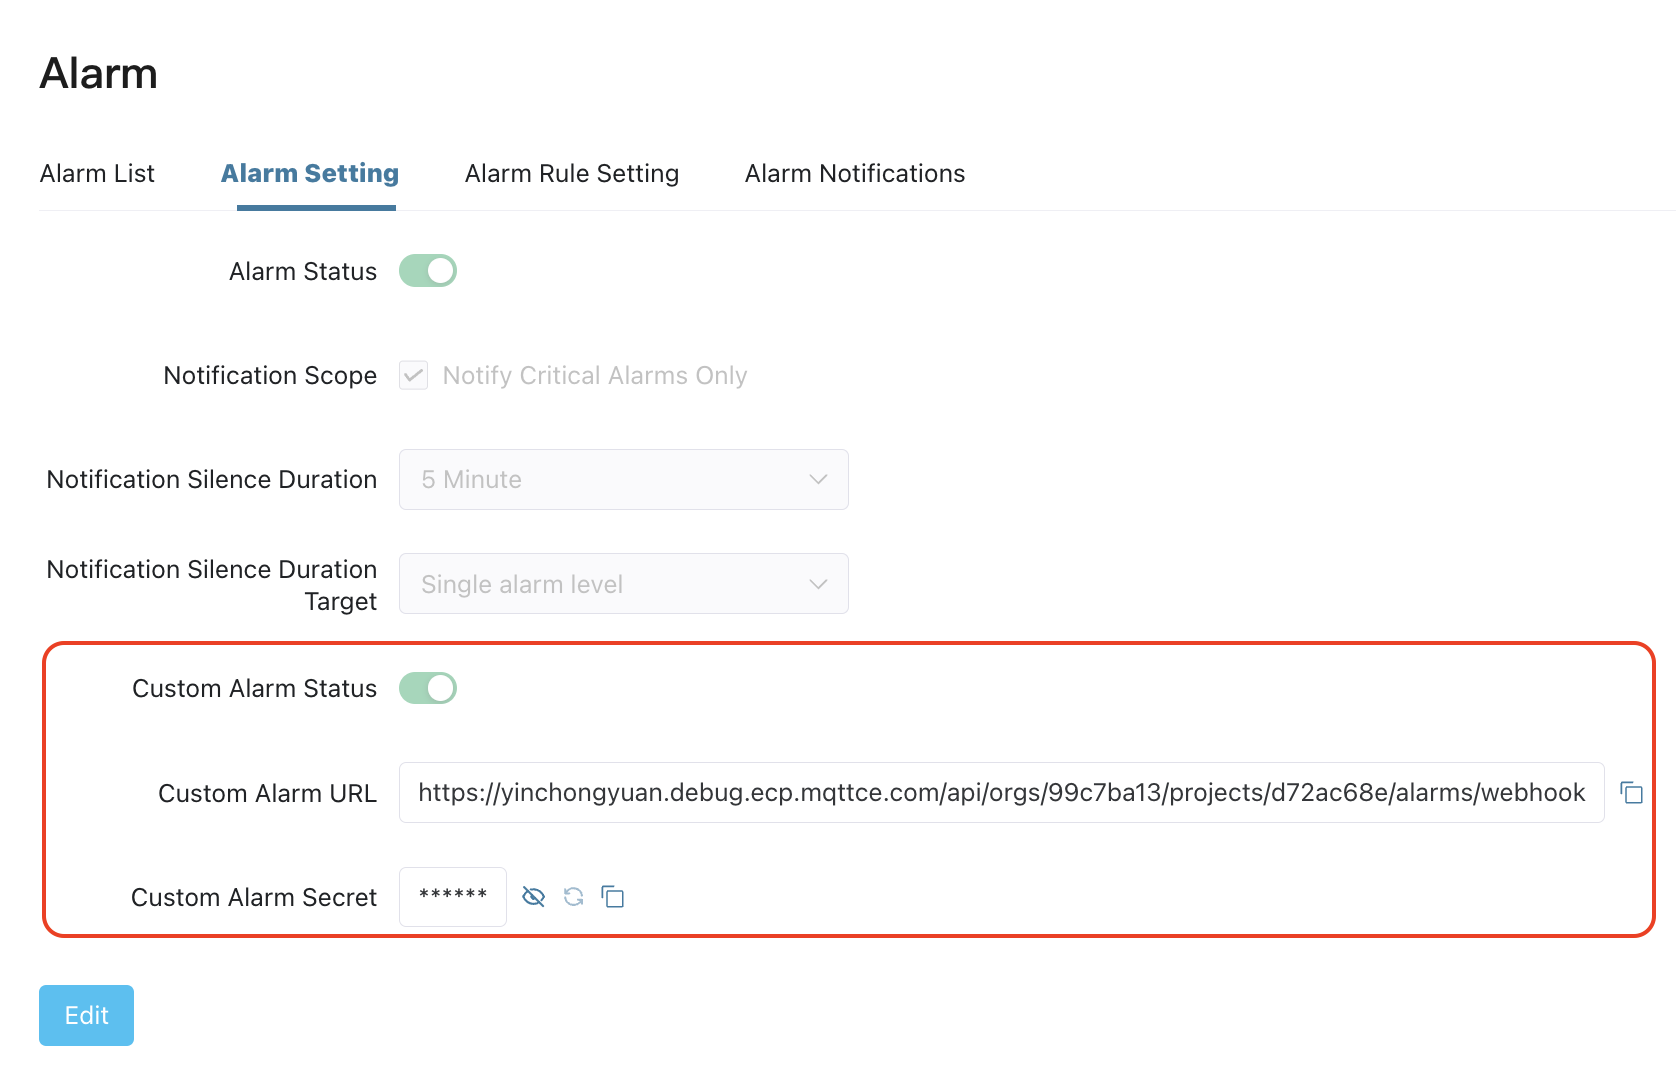 Alarm
Alarm List Alarm Setting Alarm Rule Setting Alarm Notifications
Alarm Status
Notification Scope Notify Critical Alarms Only
Notification Silence Duration 5 Minute
Notification Silence Duration
Target Single alarm level
Custom Alarm Status
Custom Alarm URL https://yinchongyuan.debug.ecp.mqttce.com/api/orgs/99c7ba13/projects/d72ac68e/alarms/webhook
Custom Alarm Secret ******
Edit